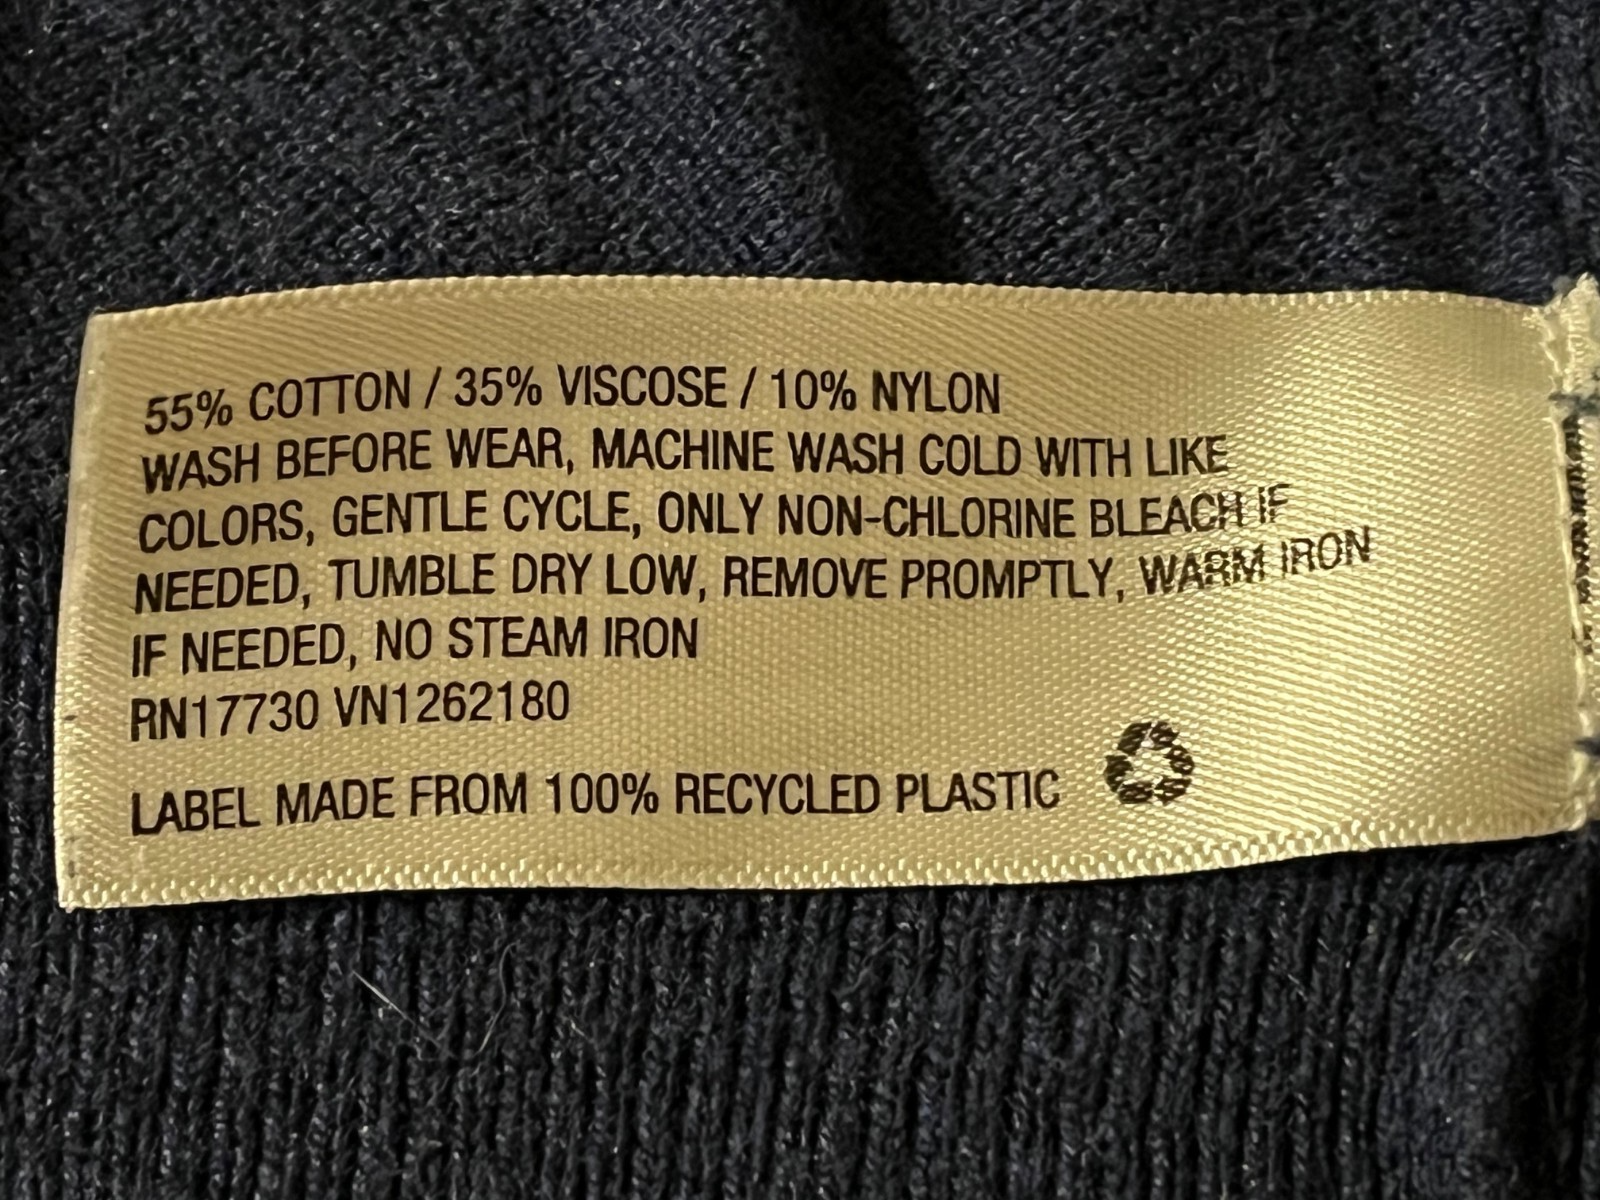 55% COTTON / 35% VISCOSE / 10% NYLON
WASH BEFORE WEAR, MACHINE WASH COLD WITH LIKE
COLORS, GENTLE CYCLE, ONLY NON-CHLORINE BLEACH IF
NEEDED, TUMBLE DRY LOW, REMOVE PROMPTLY, WARM IRON
IF NEEDED, NO STEAM IRON
RN17730 VN1262180
LABEL MADE FROM 100% RECYCLED PLASTIC